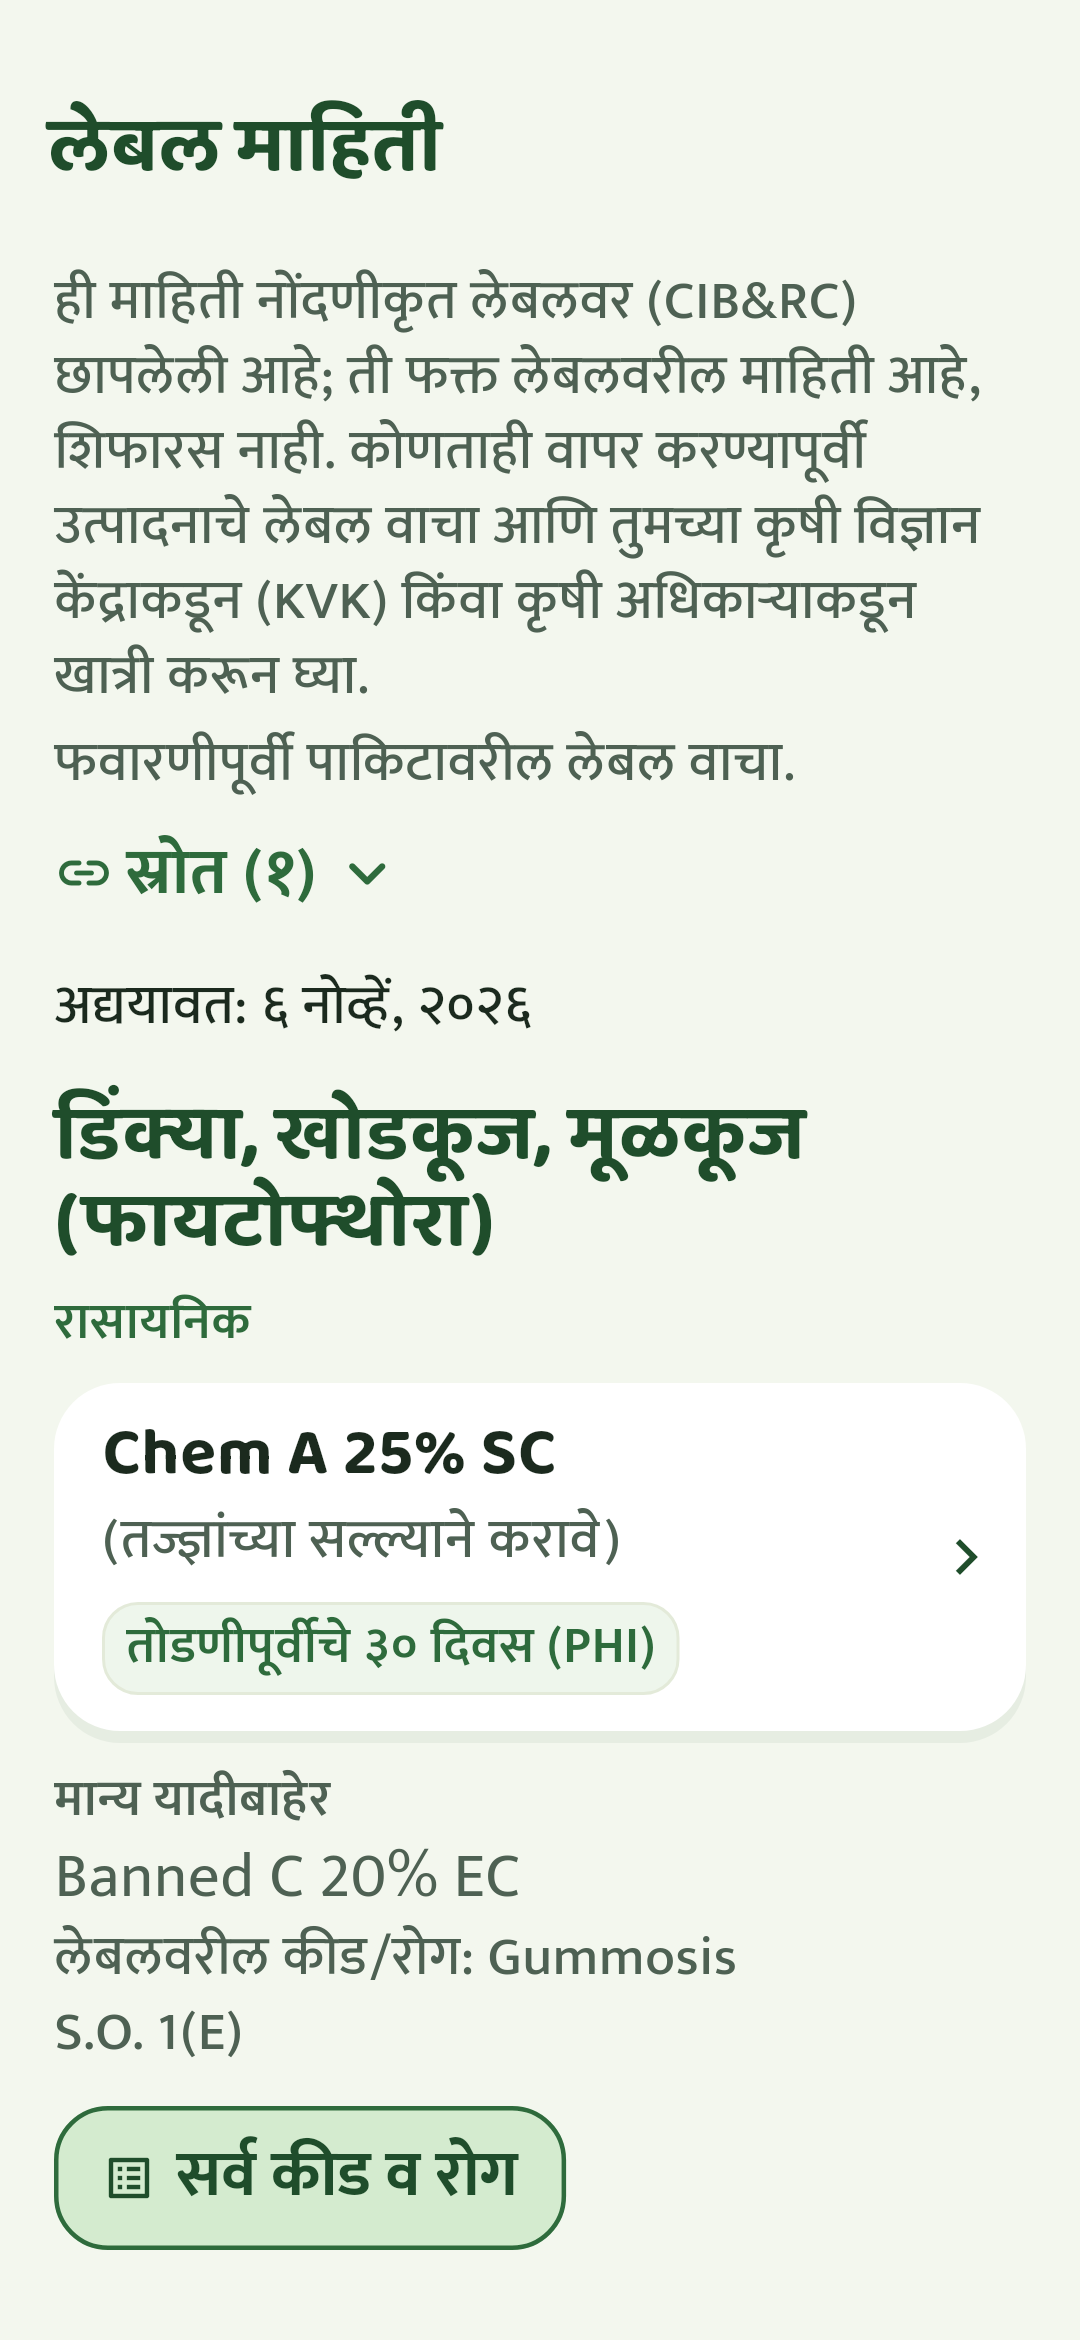 लेबल माहिती
ही माहिती नोंदणीकृत लेबलवर (CIB&RC)
छापलेली आहे; ती फक्त लेबलवरील माहिती आहे,
शिफारस नाही. कोणताही वापर करण्यापूर्वी
उत्पादनाचे लेबल वाचा आणि तुमच्या कृषी विज्ञान
केंद्राकडून (KVK) किंवा कृषी अधिकाऱ्याकडून
खात्री करून घ्या.
फवारणीपूर्वी पाकिटावरील लेबल वाचा.
स्रोत (१)
अद्ययावत: ६ नोव्हें, २०२६
डिंक्या, खोडकूज, मूळकूज
(फायटोफ्थोरा)
रासायनिक
Chem A 25% SC
(तज्ज्ञांच्या सल्ल्याने करावे)
तोडणीपूर्वीचे ३० दिवस (PHI)
मान्य यादीबाहेर
Banned C 20% EC
लेबलवरील कीड/रोग: Gummosis
S.O. 1(E)
सर्व कीड व रोग